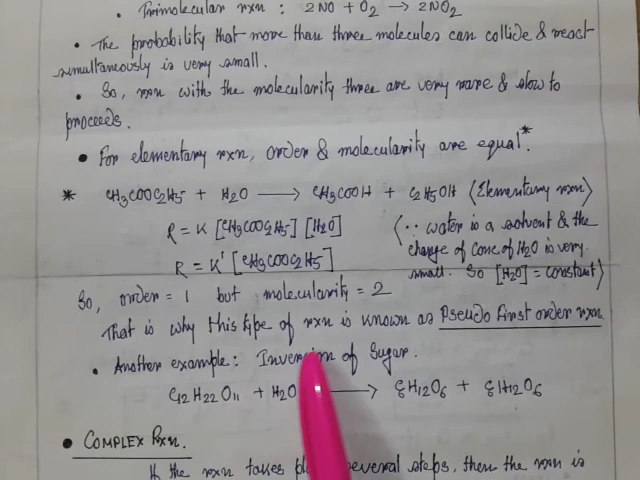 • Trimolecular rxn : 2NO + O2 → 2NO2
• The probability that more than three molecules can collide & react
simultaneously is very small.
• So, rxn with the molecularity three are very rare & slow to
proceeds.
• For elementary rxn, order & molecularity are equal*.
* CH3COOC2H5 + H2O → CH3COOH + C2H5OH (Elementary rxn)
R = K [CH3COOC2H5] [H2O]
(∵ water is a solvent & the
change of conc of H2O is very
R = K' [CH3COOC2H5]
small. So [H2O] = constant)
So, order = 1 but molecularity = 2
That is why this type of rxn is known as Pseudo First order rxn
• Another example: Inversion of Sugar.
C12H22O11 + H2O → C6H12O6 + C6H12O6
• COMPLEX Rxn.
If the rxn takes several steps, then the rxn is